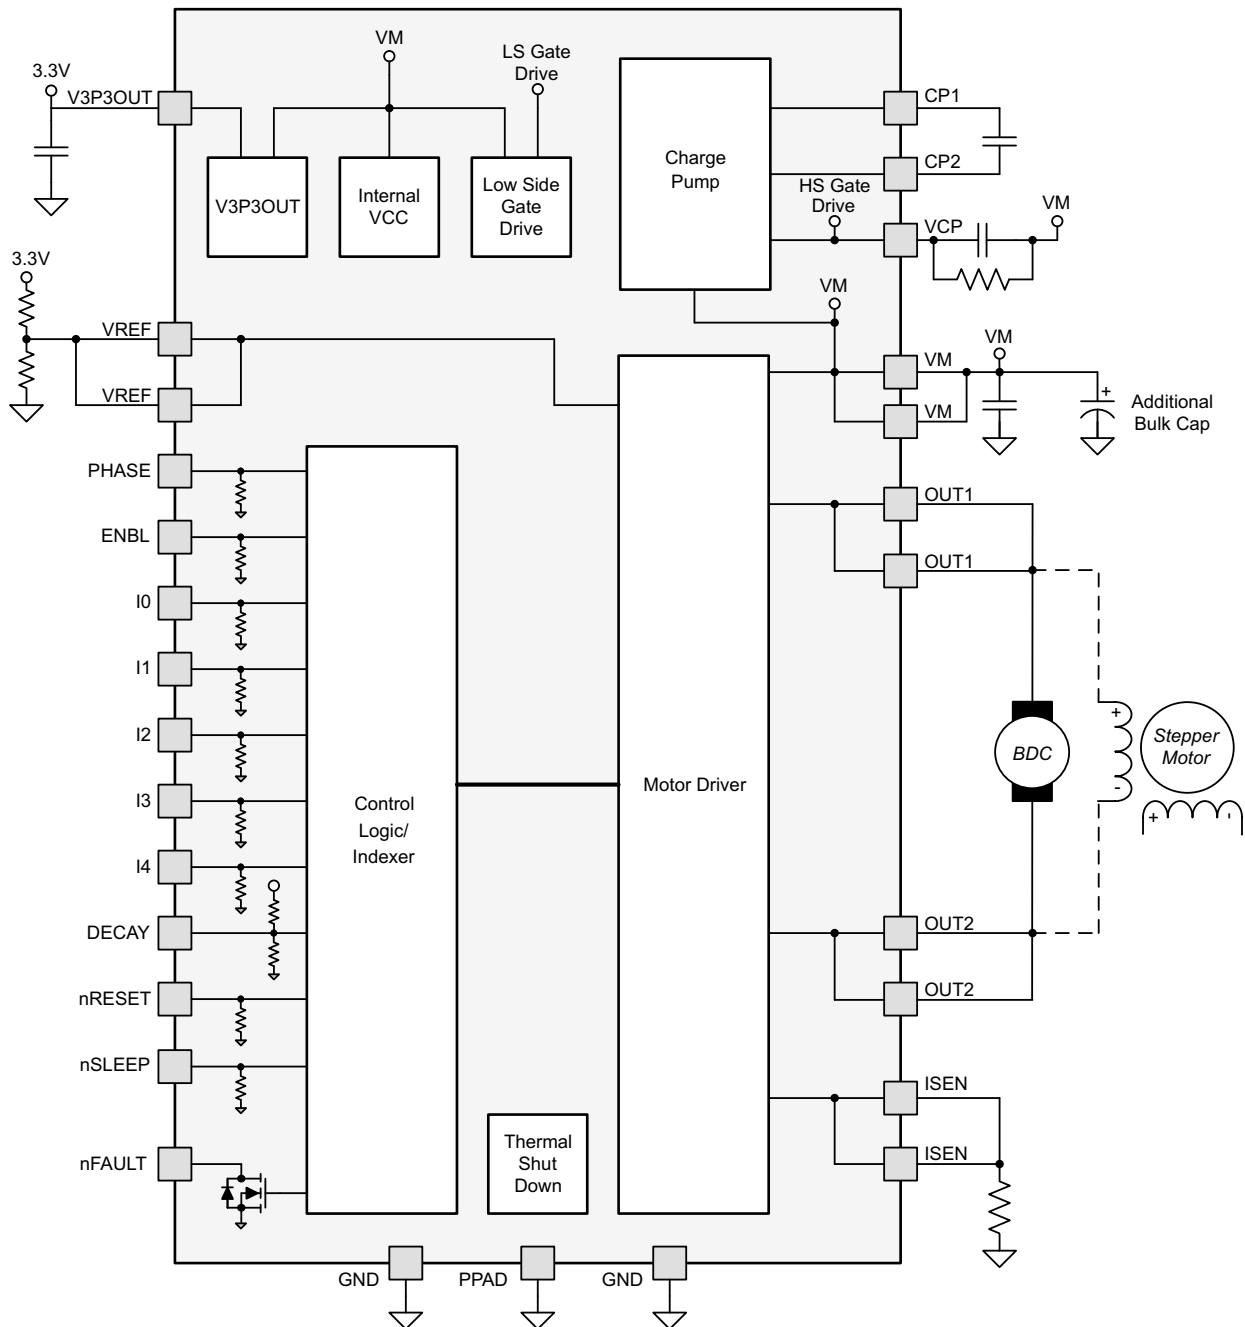 VM
LS Gate
Drive
3.3V
V3P3OUT
CP1
Charge
Pump
CP2
V3P3OUT
Internal
VCC
Low Side
Gate
Drive
HS Gate
Drive
VCP
VM
3.3V
VM
VREF
VM
VM
VREF
VM
+
Additional
Bulk Cap
PHASE
OUT1
ENBL
OUT1
I0
I1
I2
I3
I4
Control
Logic/
Indexer
Motor Driver
BDC
+
-
Stepper
Motor
+
-
DECAY
OUT2
nRESET
OUT2
nSLEEP
ISEN
nFAULT
Thermal
Shut
Down
ISEN
GND
PPAD
GND